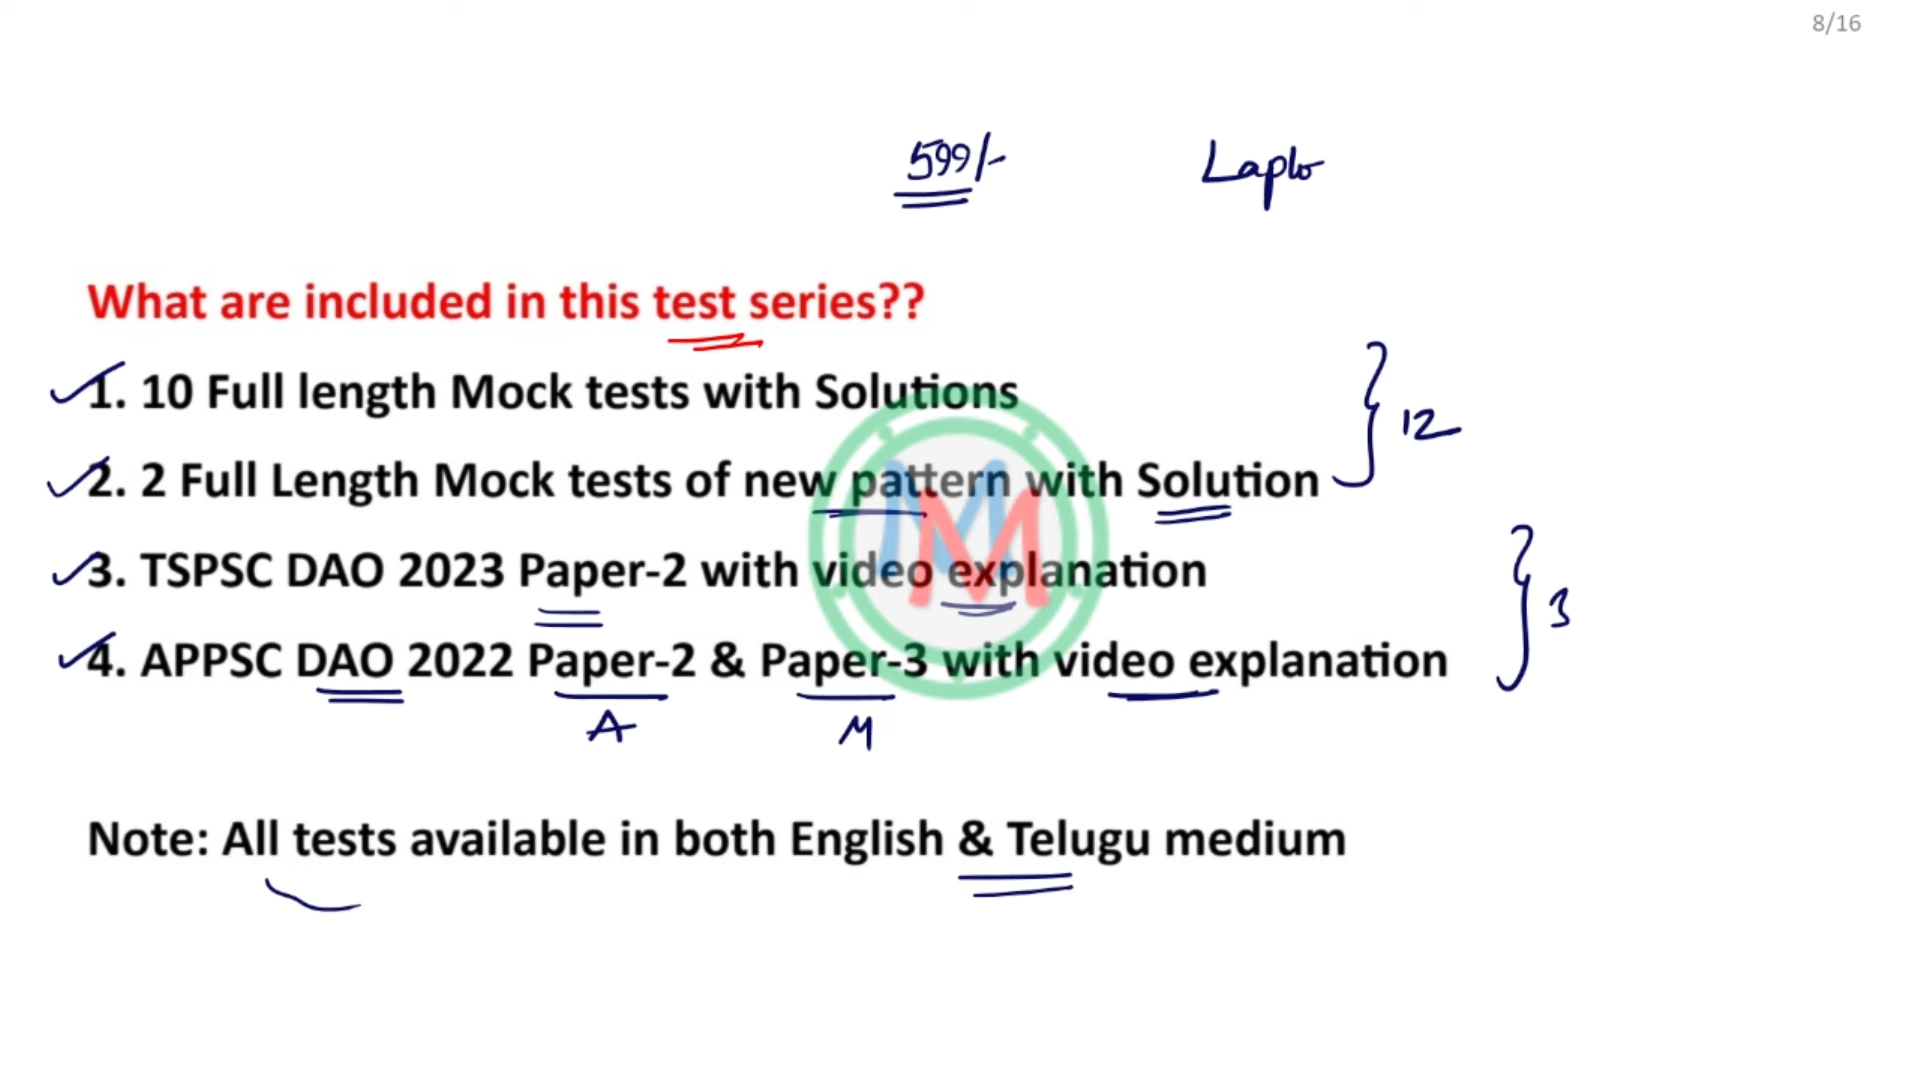 8/16
599/- Lapto
What are included in this test series??
1. 10 Full length Mock tests with Solutions
12
2. 2 Full Length Mock tests of new pattern with Solution
3. TSPSC DAO 2023 Paper-2 with video explanation
3
4. APPSC DAO 2022 Paper-2 & Paper-3 with video explanation
A M
Note: All tests available in both English & Telugu medium
MM